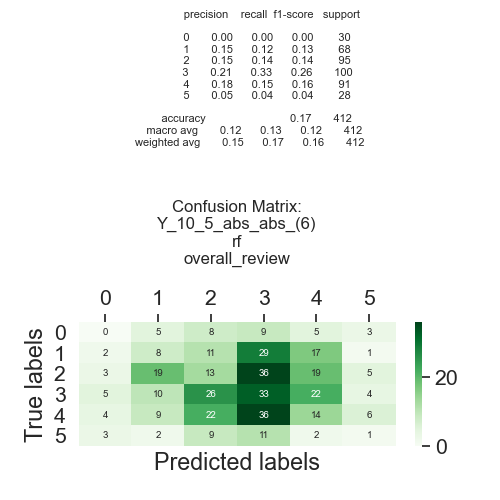 precision recall f1-score support
0 0.00 0.00 0.00 30
1 0.15 0.12 0.13 68
2 0.15 0.14 0.14 95
3 0.21 0.33 0.26 100
4 0.18 0.15 0.16 91
5 0.05 0.04 0.04 28
accuracy 0.17 412
macro avg 0.12 0.13 0.12 412
weighted avg 0.15 0.17 0.16 412
Confusion Matrix:
Y_10_5_abs_abs_(6)
rf
overall_review
0 1 2 3 4 5
0 0 5 8 9 5 3
1 2 8 11 29 17 1
2 3 19 13 36 19 5
3 5 10 26 33 22 4
4 4 9 22 36 14 6
5 3 2 9 11 2 1
True labels
Predicted labels
20
0